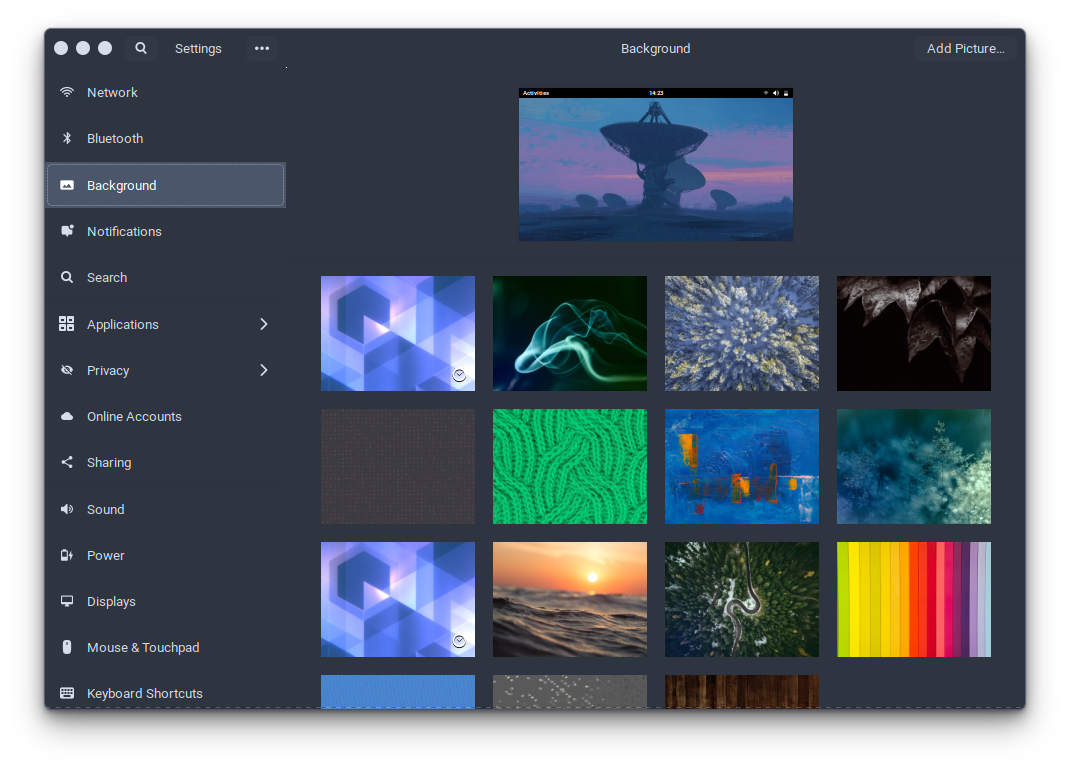 Settings
Background
Add Picture...
Network
Bluetooth
Background
Notifications
Search
Applications
Privacy
Online Accounts
Sharing
Sound
Power
Displays
Mouse & Touchpad
Keyboard Shortcuts
Activities
14:23